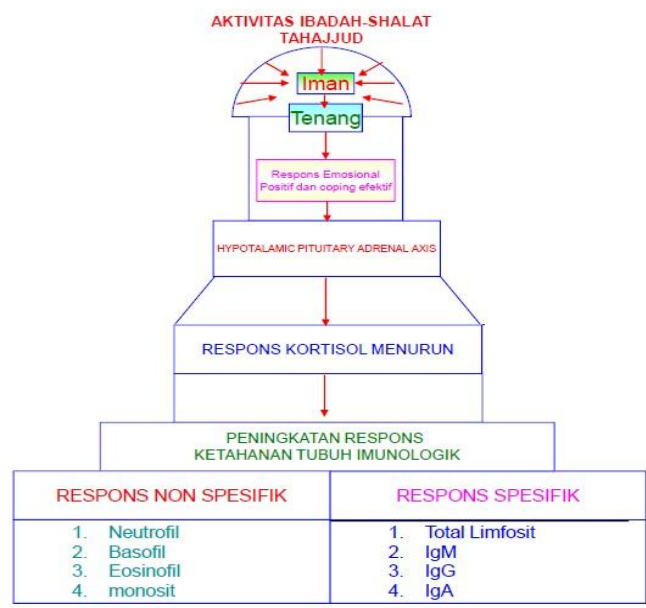 AKTIVITAS IBADAH-SHALAT
TAHAJJUD
Iman
Tenang
Respons Emosional
Positif dan coping efektif
HYPOTALAMIC PITUITARY ADRENAL AXIS
RESPONS KORTISOL MENURUN
PENINGKATAN RESPONS
KETAHANAN TUBUH IMUNOLOGIK
RESPONS NON SPESIFIK
1. Neutrofil
2. Basofil
3. Eosinofil
4. monosit
RESPONS SPESIFIK
1. Total Limfosit
2. IgM
3. IgG
4. IgA